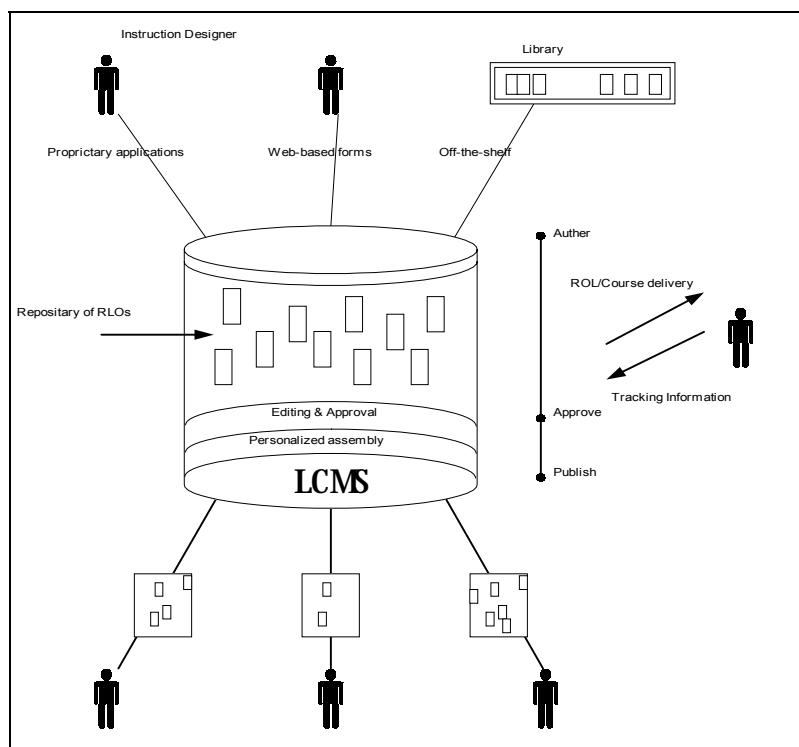 Instruction Designer
Library
Proprictary applications
Web-based forms
Off-the-shelf
Auther
ROL/Course delivery
Repositary of RLOs
Tracking Information
Editing & Approval
Approve
Personalized assembly
LCMS
Publish